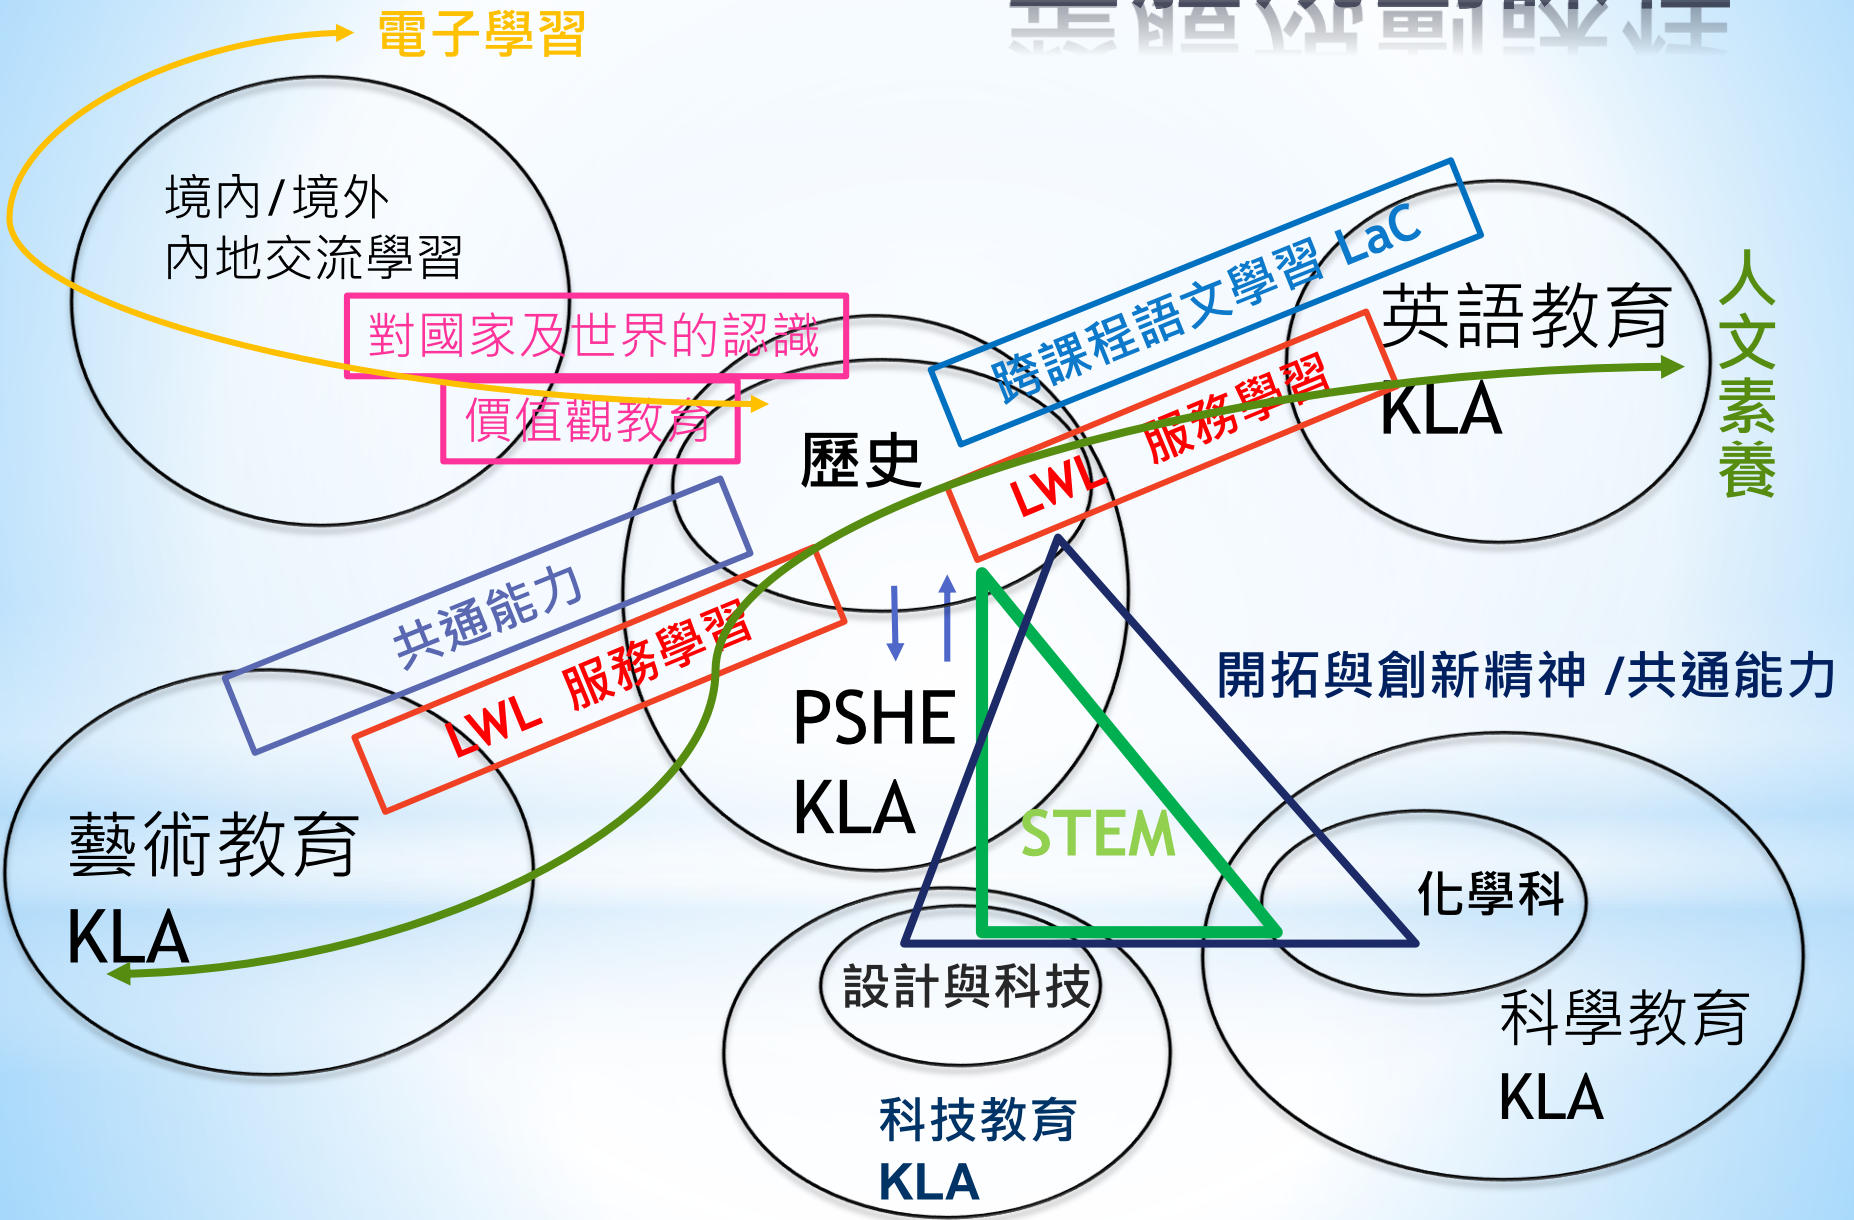 電子學習
境內/境外
內地交流學習
對國家及世界的認識
價值觀教育
跨課程語文學習 LaC
LWL 服務學習
英語教育
KLA
人文素養
歷史
共通能力
LWL 服務學習
PSHE
KLA
開拓與創新精神 /共通能力
STEM
藝術教育
KLA
化學科
科學教育
KLA
設計與科技
科技教育
KLA